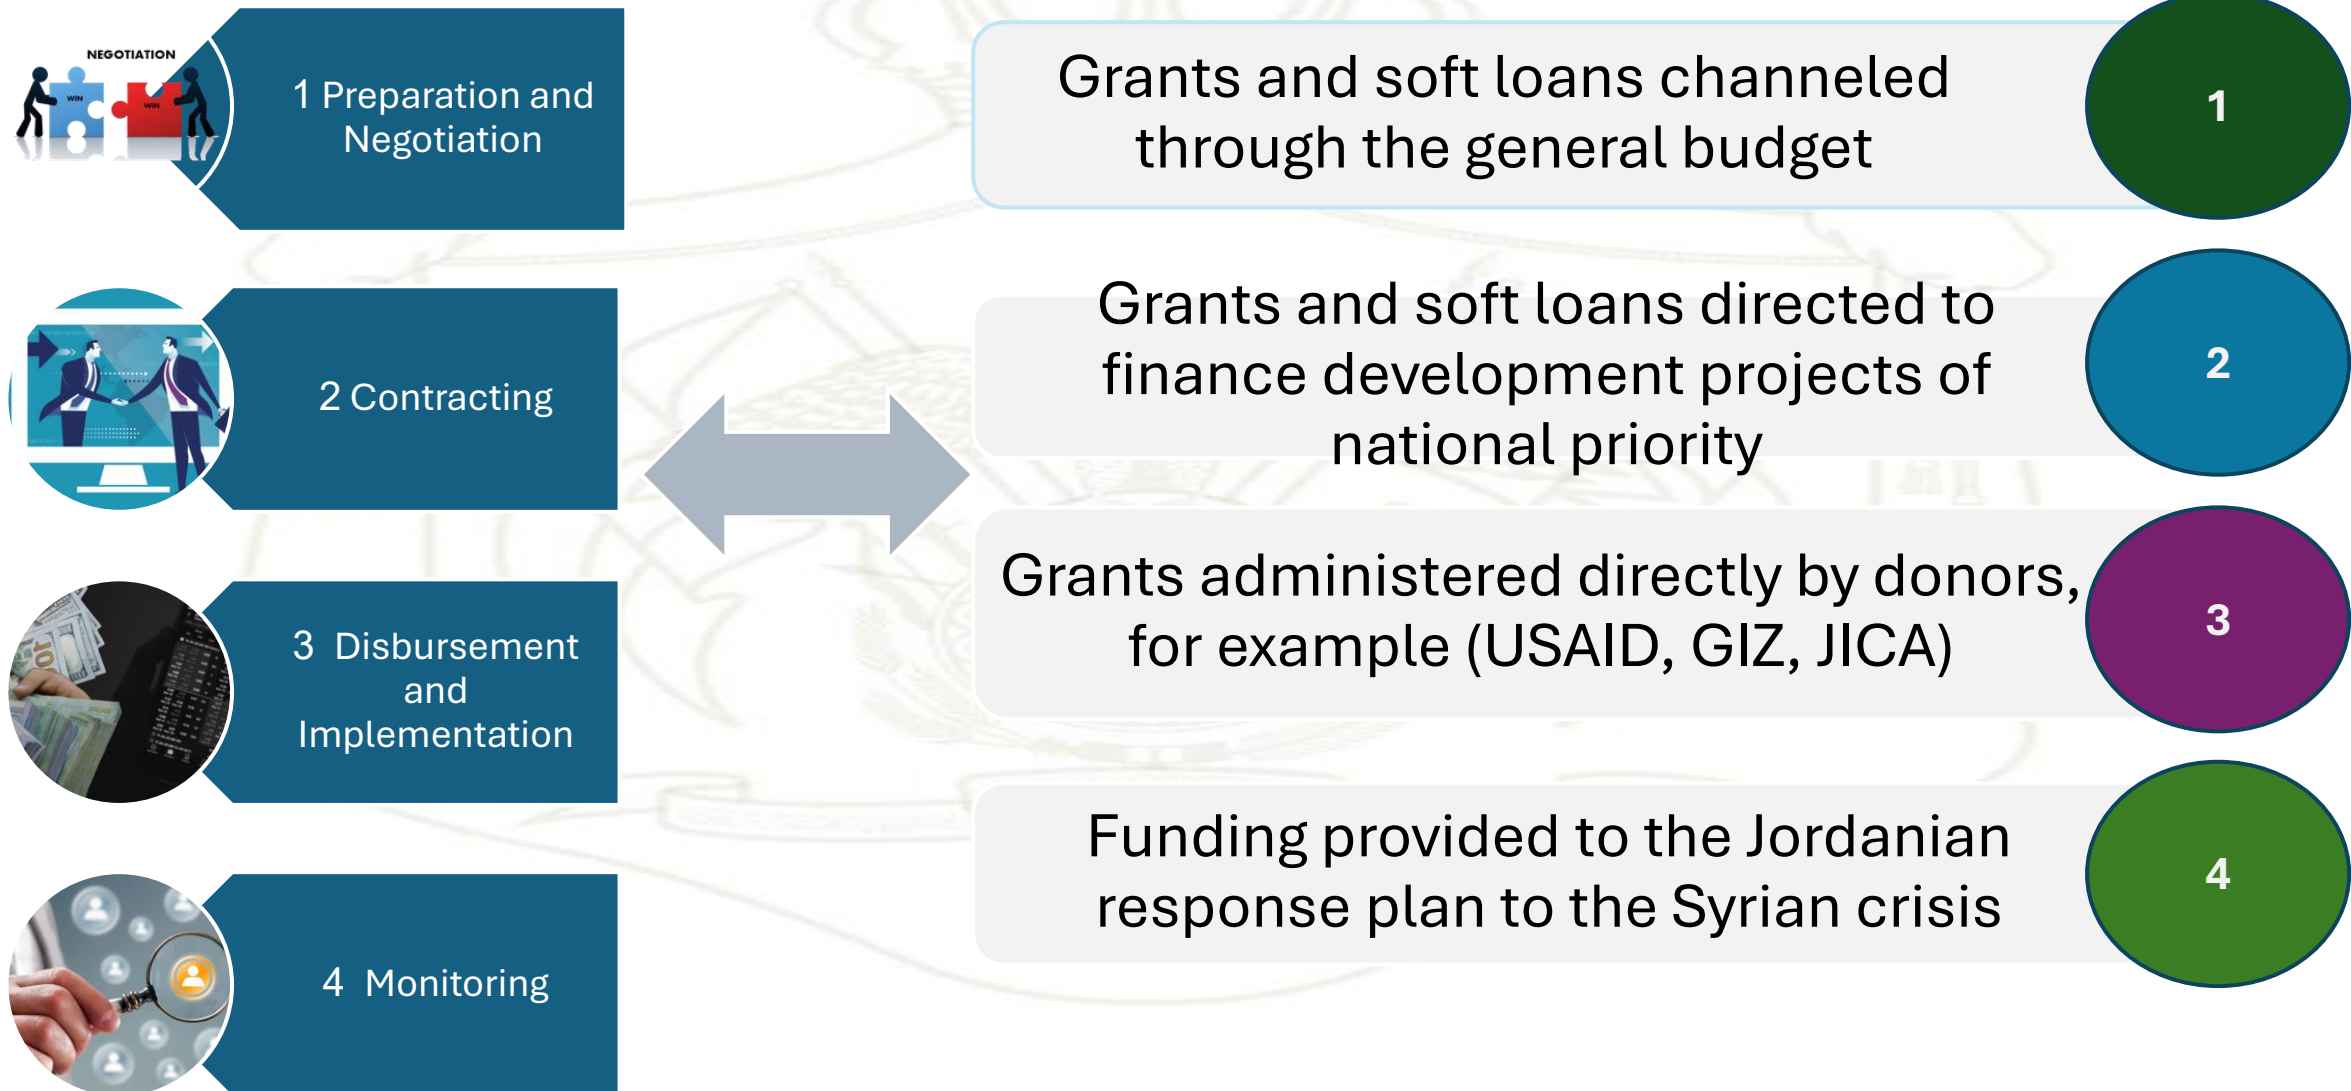 NEGOTIATION
WIN
WIN
1 Preparation and
Negotiation
2 Contracting
3 Disbursement
and
Implementation
4 Monitoring
Grants and soft loans channeled
through the general budget
1
Grants and soft loans directed to
finance development projects of
national priority
2
Grants administered directly by donors,
for example (USAID, GIZ, JICA)
3
Funding provided to the Jordanian
response plan to the Syrian crisis
4